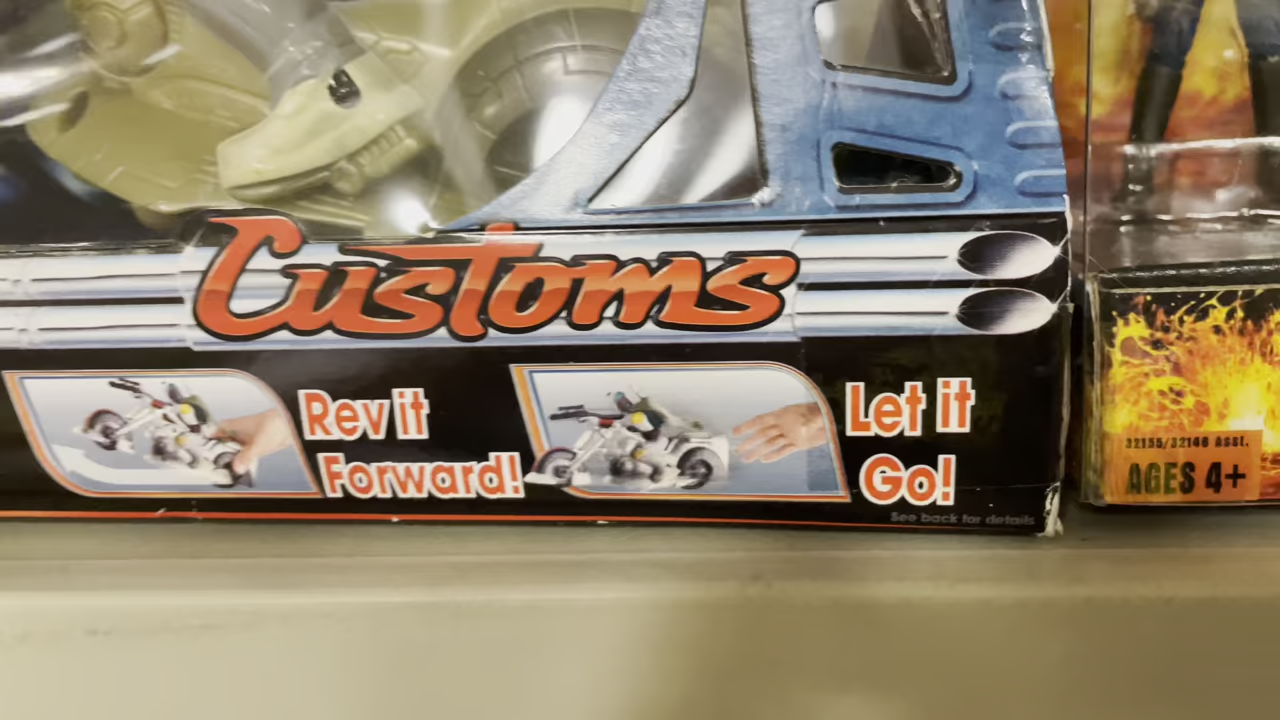 Customs
Rev it
Forward!
Let it
Go!
See back for details
32155/32146 Asst.
AGES 4+